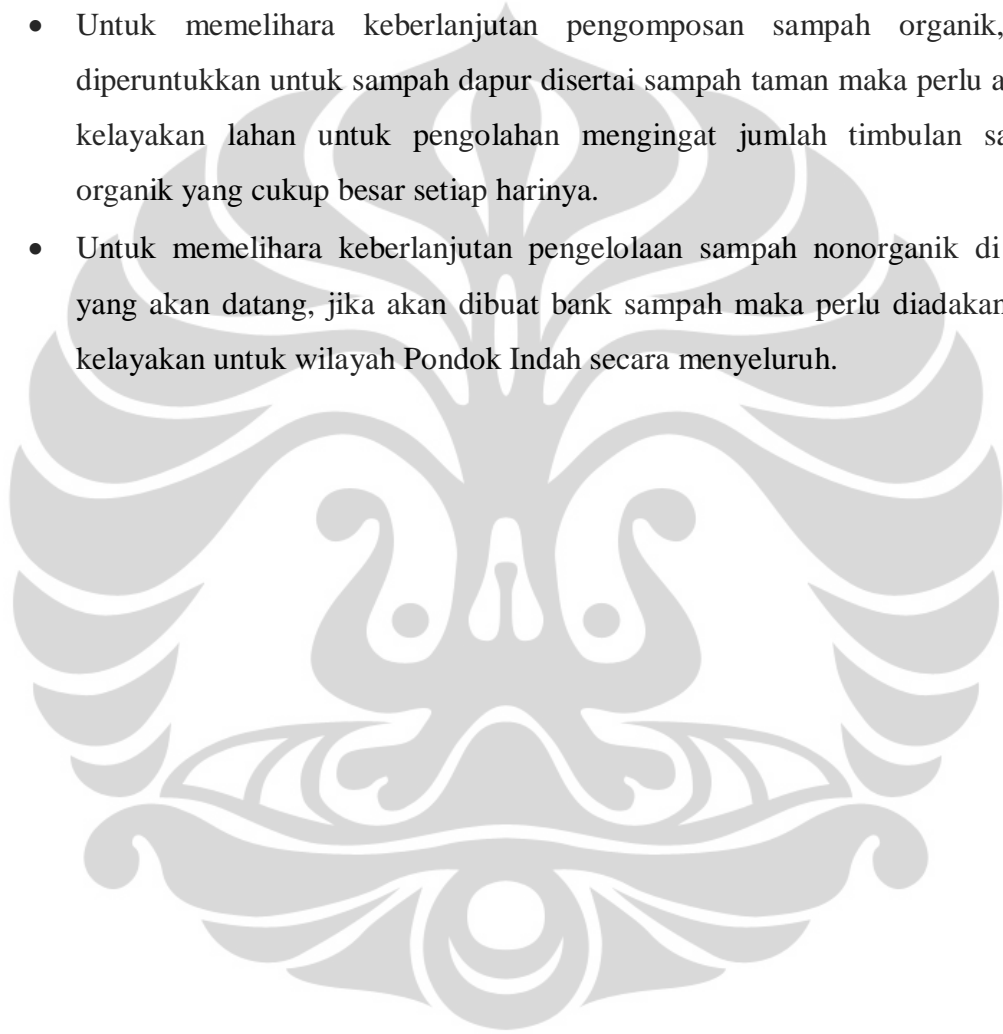 • Untuk memelihara keberlanjutan pengomposan sampah organik,
diperuntukkan untuk sampah dapur disertai sampah taman maka perlu
kelayakan lahan untuk pengolahan mengingat jumlah timbulan
organik yang cukup besar setiap harinya.
• Untuk memelihara keberlanjutan pengelolaan sampah nonorganik di
yang akan datang, jika akan dibuat bank sampah maka perlu diadakan
kelayakan untuk wilayah Pondok Indah secara menyeluruh.